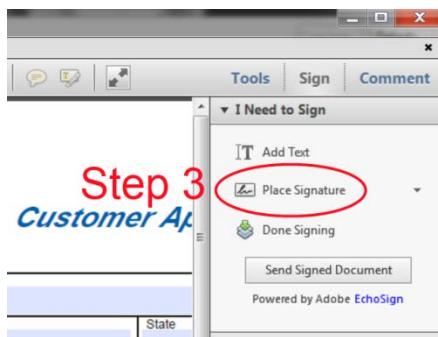 Tools Sign Comment
I Need to Sign
Add Text
Step 3
Place Signature
Customer Ap
Done Signing
Send Signed Document
Powered by Adobe EchoSign
State